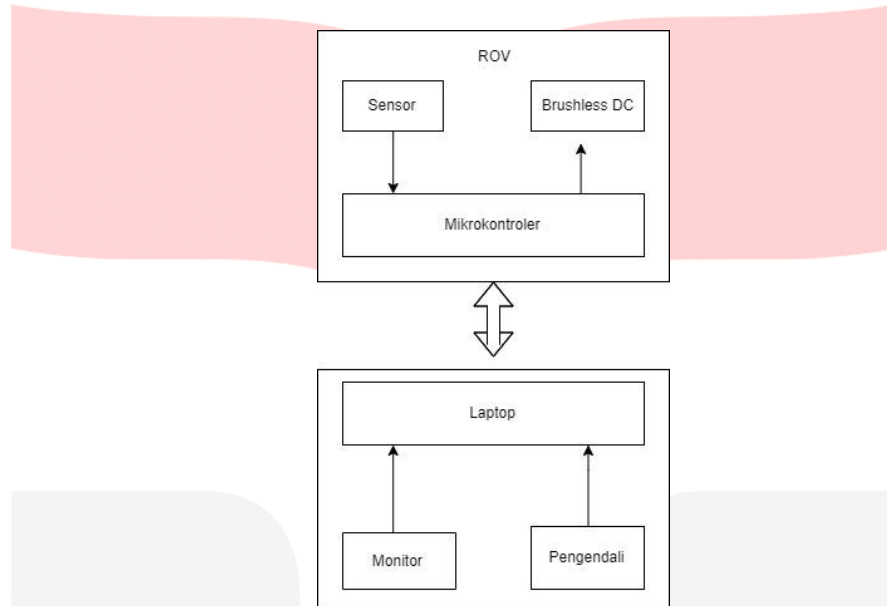 ROV
Sensor
Brushless DC
Mikrokontroler
Laptop
Monitor
Pengendali